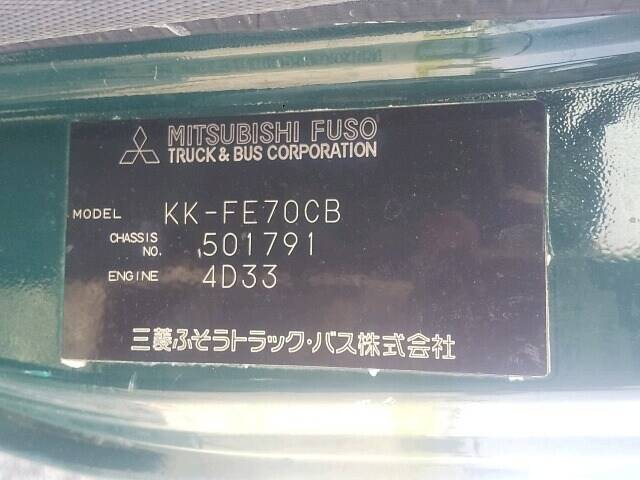 MITSUBISHI FUSO
TRUCK & BUS CORPORATION
MODEL KK-FE70CB
CHASSIS NO. 501791
ENGINE 4D33
三菱ふそうトラック・バス株式会社